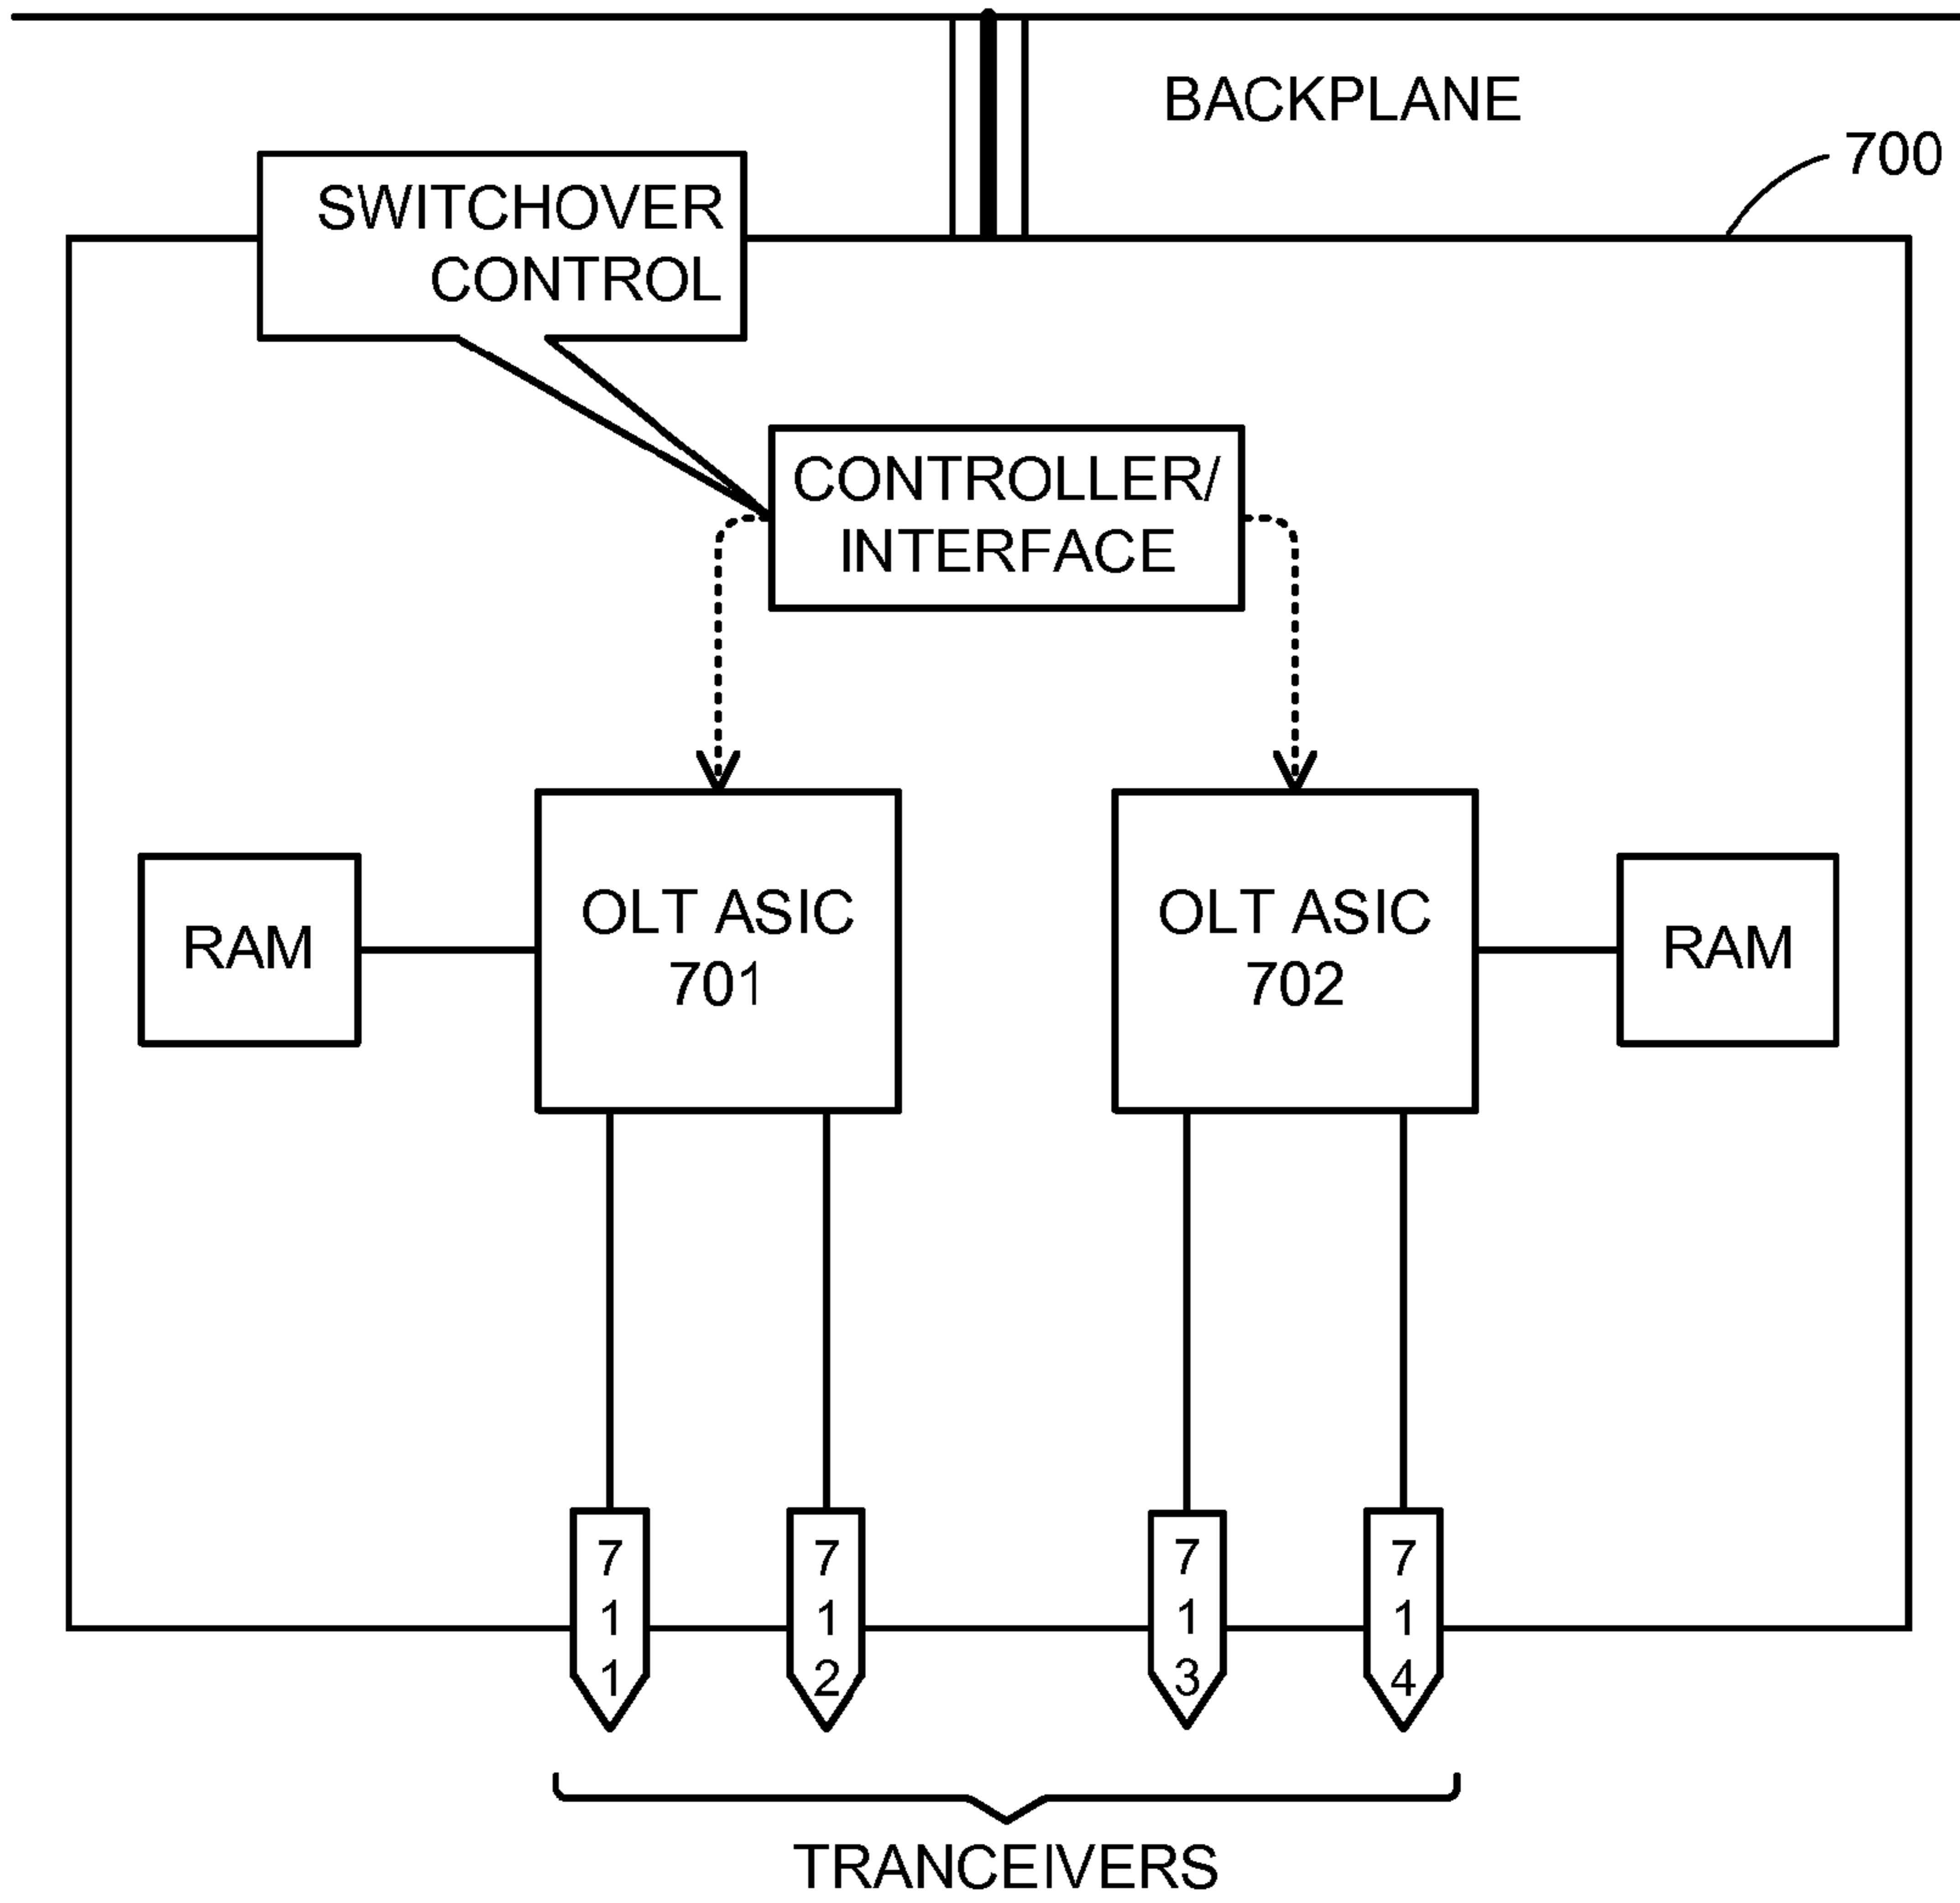 BACKPLANE
700
SWITCHOVER
CONTROL
CONTROLLER/
INTERFACE
RAM
OLT ASIC
701
OLT ASIC
702
RAM
711
712
713
714
TRANCEIVERS